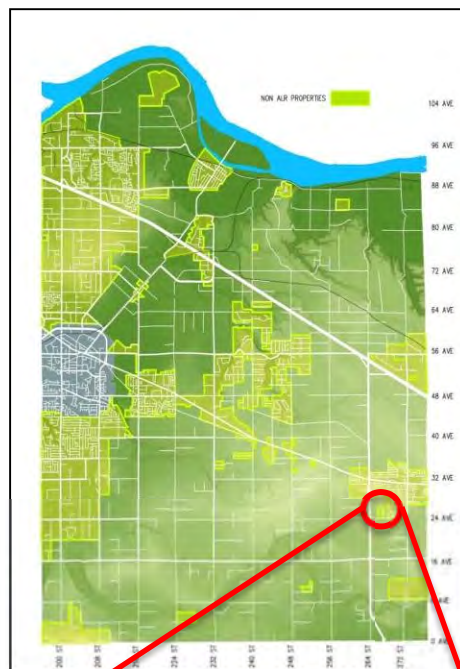 NON ALR PROPERTIES
104 AVE
96 AVE
88 AVE
80 AVE
72 AVE
64 AVE
56 AVE
48 AVE
40 AVE
32 AVE
24 AVE
16 AVE
8 AVE
200 ST
208 ST
224 ST
232 ST
240 ST
248 ST
256 ST
264 ST
272 ST